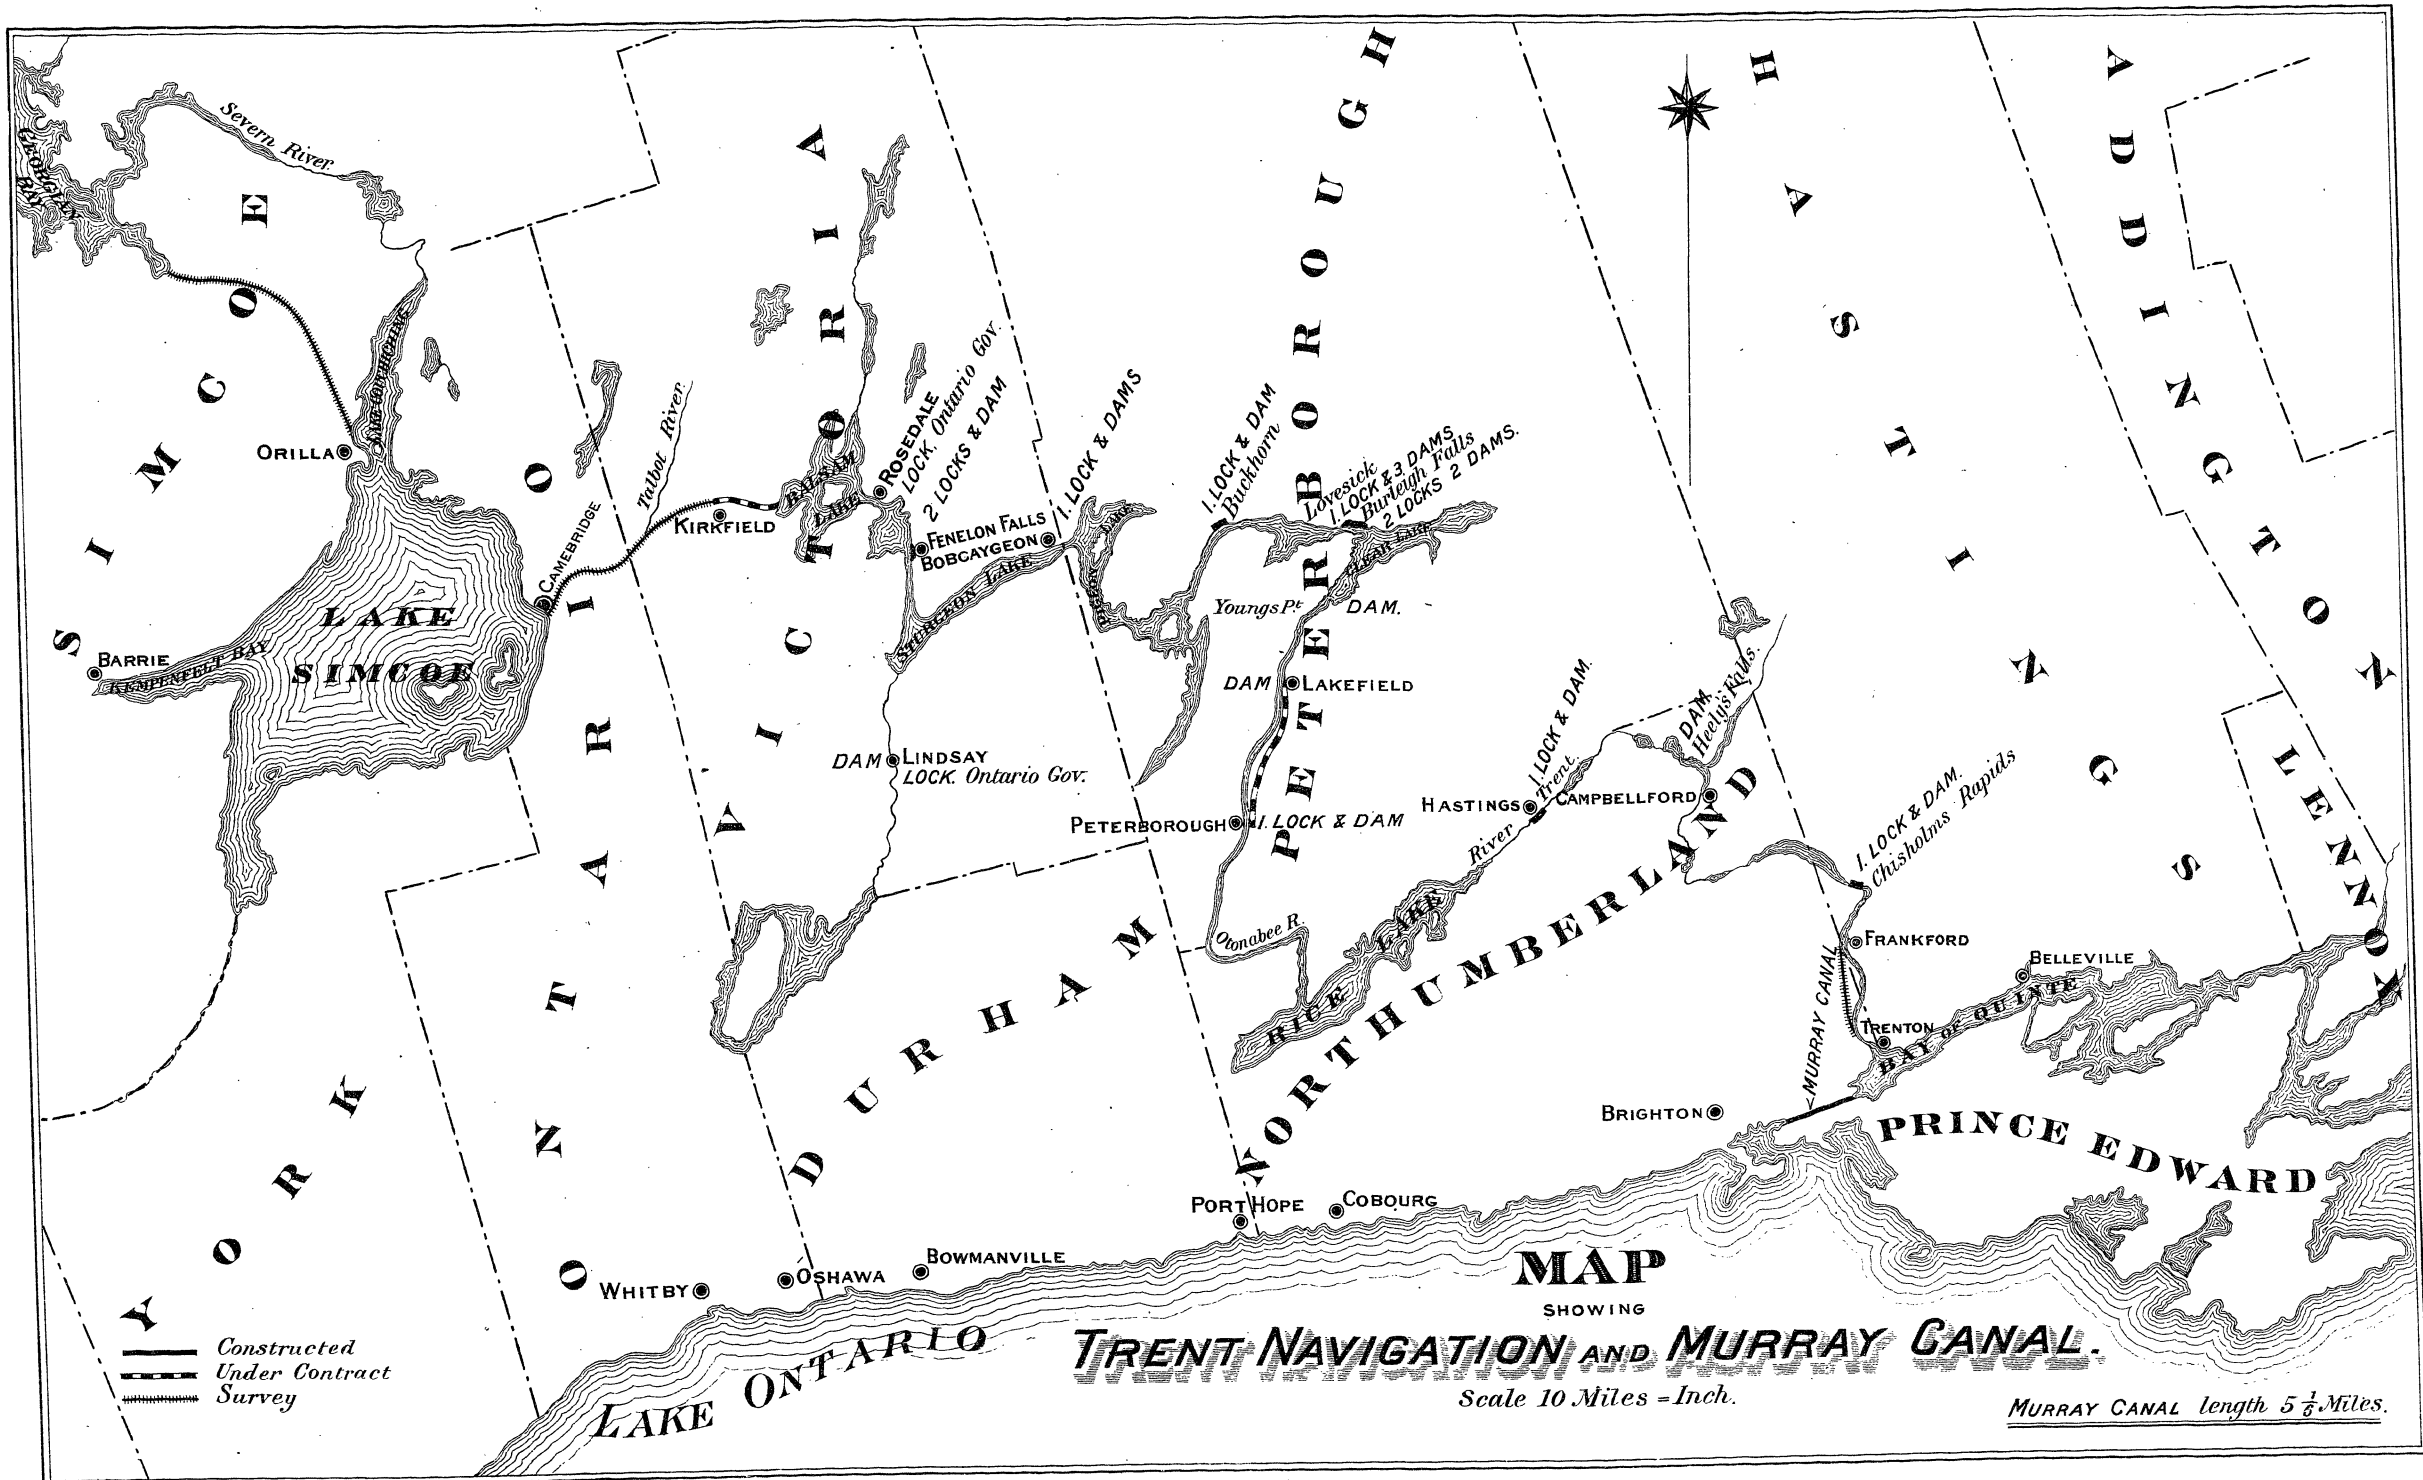 MAP
SHOWING
TRENT NAVIGATION AND MURRAY CANAL.
Scale 10 Miles = Inch.
MURRAY CANAL length 5 1/6 Miles.
Constructed
Under Contract
Survey
GEORGIAN
BAY
Severn River.
SIMCOE
LAKE COUCHICHING
ORILLA
LAKE
SIMCOE
BARRIE
KEMPENFELT BAY
CAMEBRIDGE
Talbot River.
KIRKFIELD
BALSAM
LAKE
ROSEDALE
LOCK. Ontario Gov.
2 LOCKS & DAM
FENELON FALLS
BOBCAYGEON
1. LOCK & DAMS
STURGEON LAKE
PIGEON LAKE
VICTORIA
DAM LINDSAY
LOCK. Ontario Gov.
1. LOCK & DAM
Buckhorn
Lovesick
1. LOCK & 3 DAMS
Burleigh Falls
2 LOCKS 2 DAMS.
CLEAR LAKE
Youngs Pt. DAM.
DAM LAKEFIELD
PETERBOROUGH
PETERBOROUGH 1. LOCK & DAM
Otonabee R.
RICE LAKE
River Trent.
HASTINGS
1. LOCK & DAM.
CAMPBELLFORD
DAM.
Heelys Falls.
1. LOCK & DAM.
Chisholms Rapids
FRANKFORD
MURRAY CANAL
TRENTON
BELLEVILLE
BAY OF QUINTE
BRIGHTON
HASTINGS
ADDINGTON
LENNOX
PRINCE EDWARD
NORTHUMBERLAND
DURHAM
ONTARIO
YORK
PORT HOPE
COBOURG
BOWMANVILLE
OSHAWA
WHITBY
LAKE ONTARIO